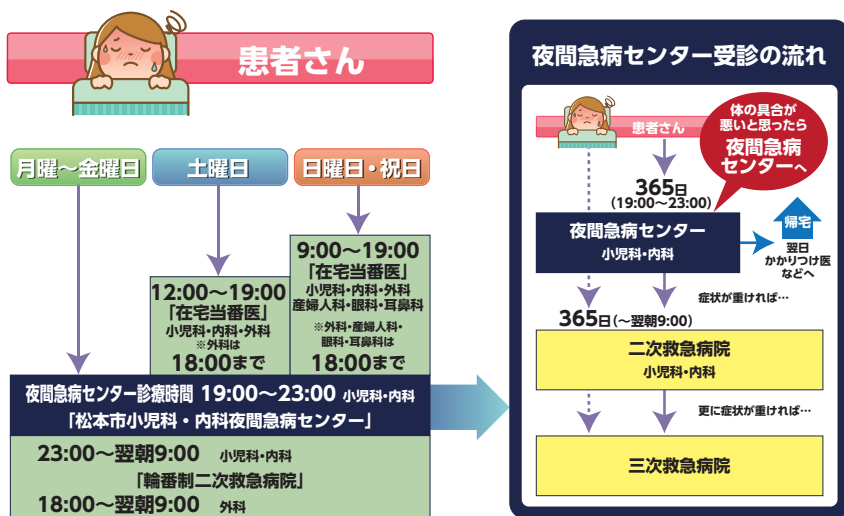 患者さん
月曜～金曜日
土曜日
日曜日・祝日
9:00～19:00
「在宅当番医」
小児科・内科・外科
産婦人科・眼科・耳鼻科
※外科・産婦人科・
眼科・耳鼻科は
18:00まで
12:00～19:00
「在宅当番医」
小児科・内科・外科
※外科は
18:00まで
夜間急病センター診療時間 19:00～23:00 小児科・内科
「松本市小児科・内科夜間急病センター」
23:00～翌朝9:00 小児科・内科
「輪番制二次救急病院」
18:00～翌朝9:00 外科
夜間急病センター受診の流れ
患者さん
体の具合が
悪いと思ったら
夜間急病
センターへ
365日
(19:00～23:00)
夜間急病センター
小児科・内科
帰宅
翌日
かかりつけ医
などへ
症状が重ければ…
365日(～翌朝9:00)
二次救急病院
小児科・内科
更に症状が重ければ…
三次救急病院